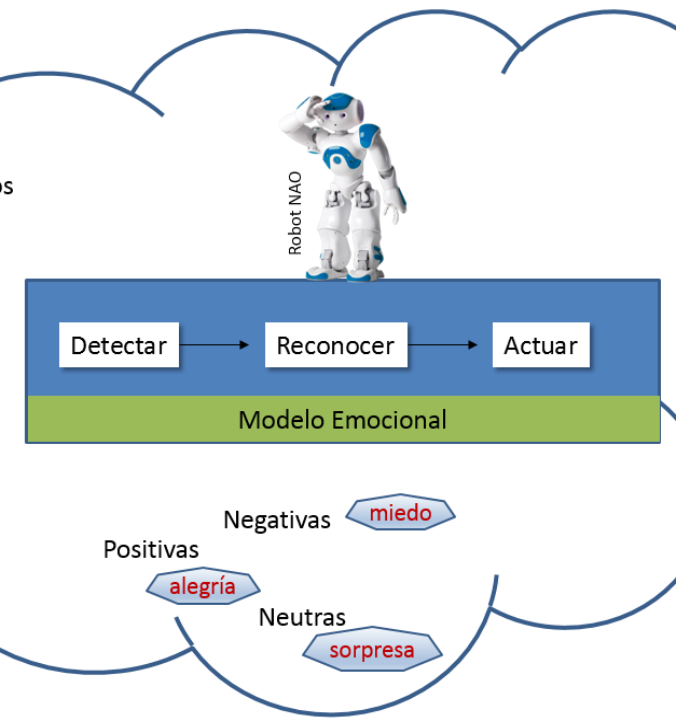 Robot NAO
Detectar
Reconocer
Actuar
Modelo Emocional
Negativas
miedo
Positivas
alegría
Neutras
sorpresa